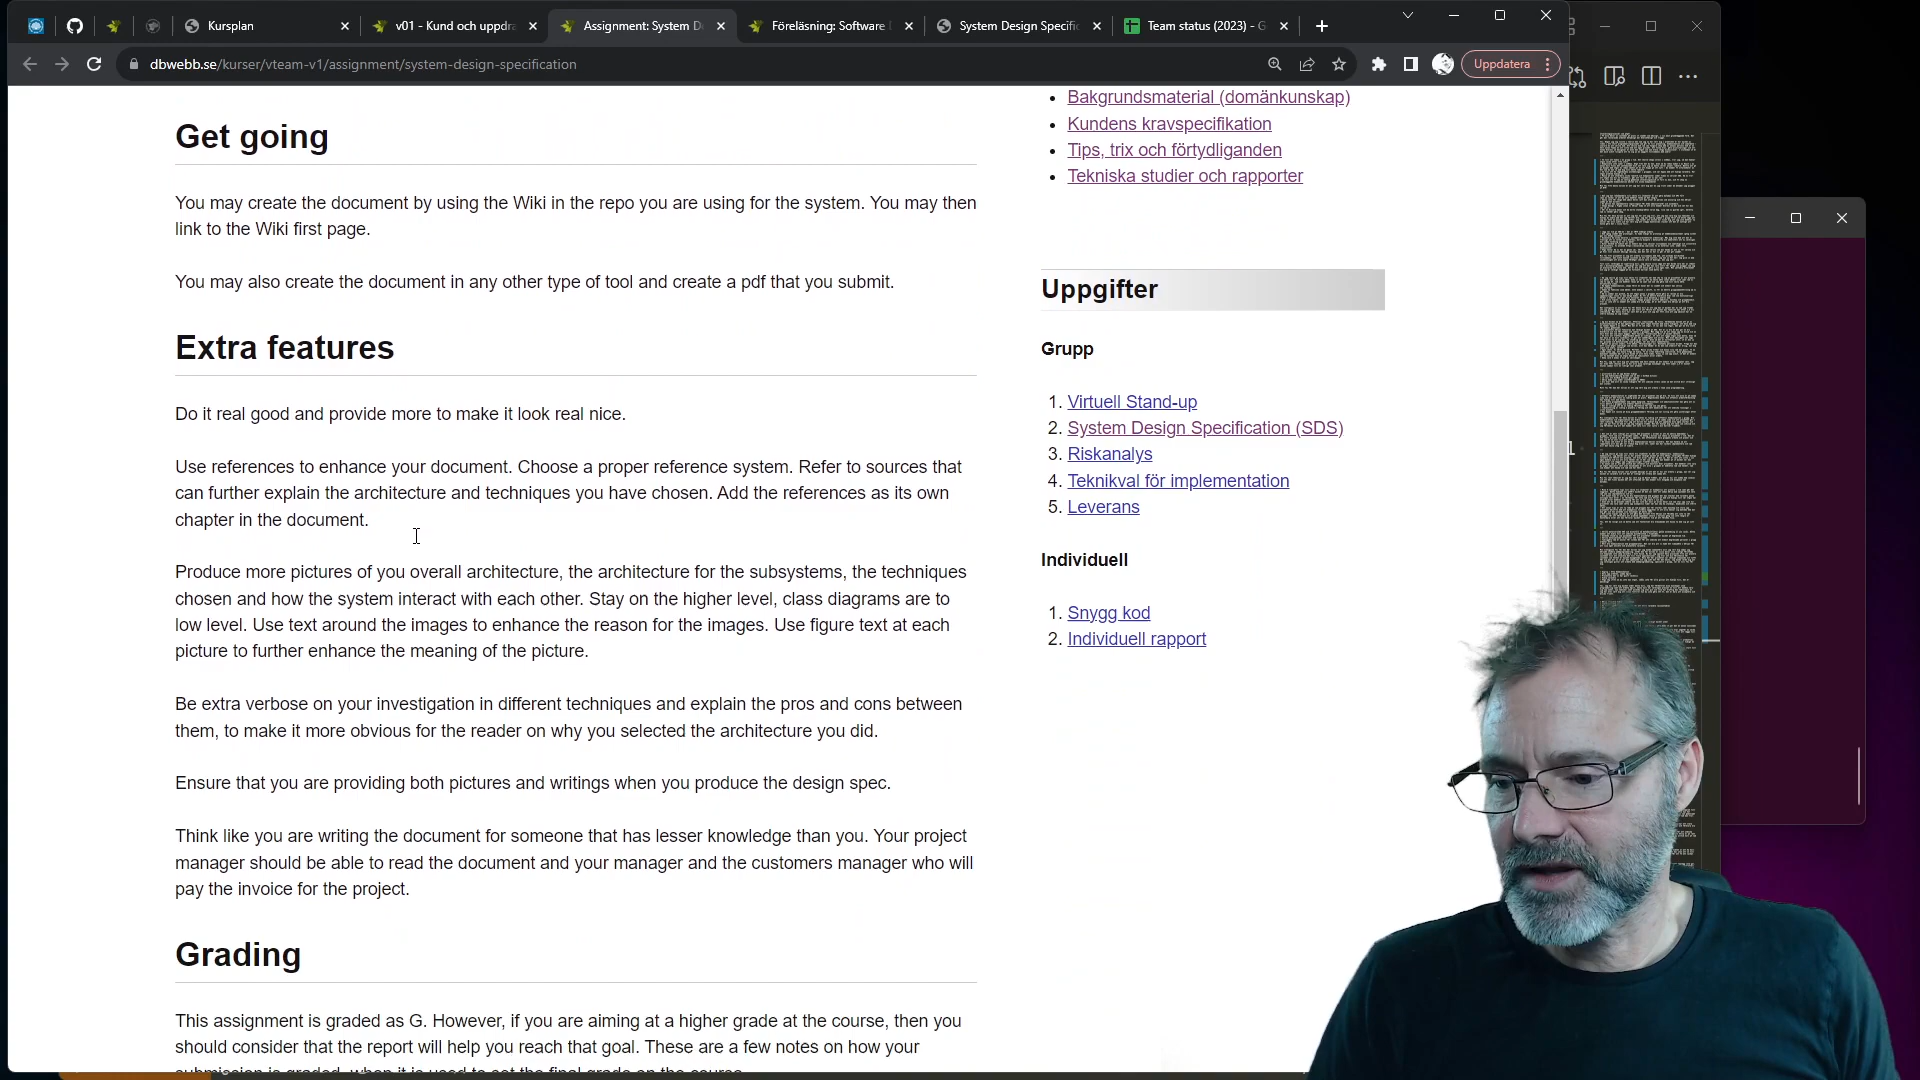 Kursplan
v01 - Kund och uppdra
Assignment: System D
Föreläsning: Software
System Design Specific
Team status (2023) - G
dbwebb.se/kurser/vteam-v1/assignment/system-design-specification
Uppdatera
Get going
You may create the document by using the Wiki in the repo you are using for the system. You may then
link to the Wiki first page.
You may also create the document in any other type of tool and create a pdf that you submit.
Extra features
Do it real good and provide more to make it look real nice.
Use references to enhance your document. Choose a proper reference system. Refer to sources that
can further explain the architecture and techniques you have chosen. Add the references as its own
chapter in the document.
Produce more pictures of you overall architecture, the architecture for the subsystems, the techniques
chosen and how the system interact with each other. Stay on the higher level, class diagrams are to
low level. Use text around the images to enhance the reason for the images. Use figure text at each
picture to further enhance the meaning of the picture.
Be extra verbose on your investigation in different techniques and explain the pros and cons between
them, to make it more obvious for the reader on why you selected the architecture you did.
Ensure that you are providing both pictures and writings when you produce the design spec.
Think like you are writing the document for someone that has lesser knowledge than you. Your project
manager should be able to read the document and your manager and the customers manager who will
pay the invoice for the project.
Grading
This assignment is graded as G. However, if you are aiming at a higher grade at the course, then you
should consider that the report will help you reach that goal. These are a few notes on how your
submission is graded, when it is used to set the final grade on the course.
Bakgrundsmaterial (domänkunskap)
Kundens kravspecifikation
Tips, trix och förtydliganden
Tekniska studier och rapporter
Uppgifter
Grupp
1. Virtuell Stand-up
2. System Design Specification (SDS)
3. Riskanalys
4. Teknikval för implementation
5. Leverans
Individuell
1. Snygg kod
2. Individuell rapport